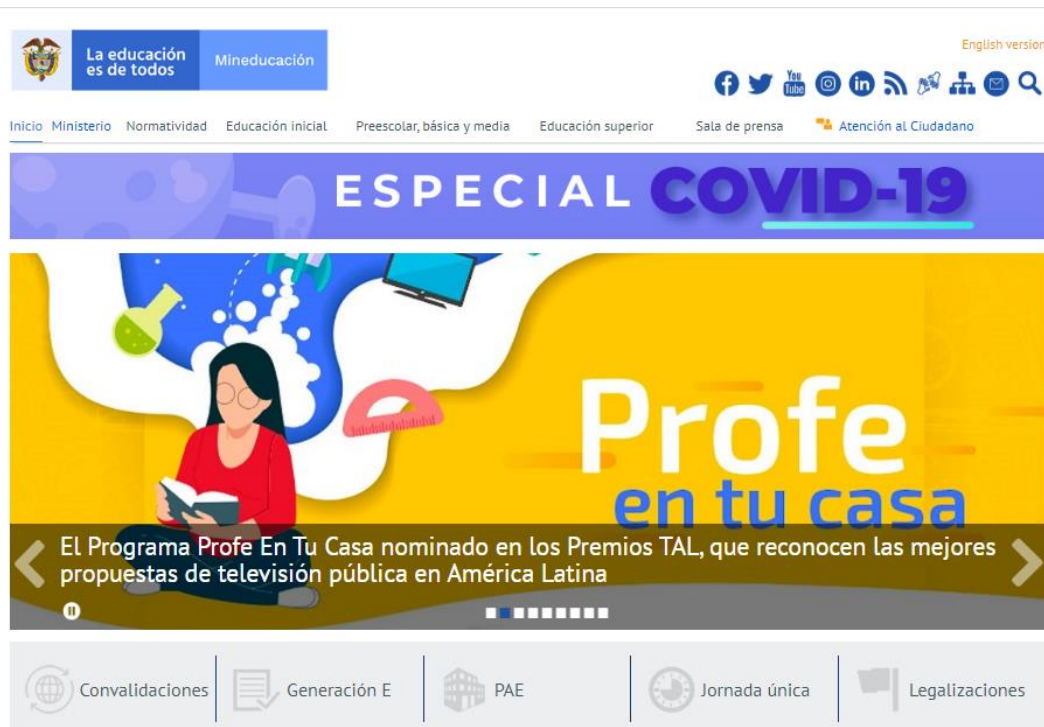 La educación
es de todos
Mineducación
English version
You
Tube
in
Inicio Ministerio Normatividad Educación inicial Preescolar, básica y media Educación superior Sala de prensa Atención al Ciudadano
ESPECIAL COVID-19
Profe
en tu casa
El Programa Profe En Tu Casa nominado en los Premios TAL, que reconocen las mejores
propuestas de televisión pública en América Latina
Convalidaciones Generación E PAE Jornada única Legalizaciones